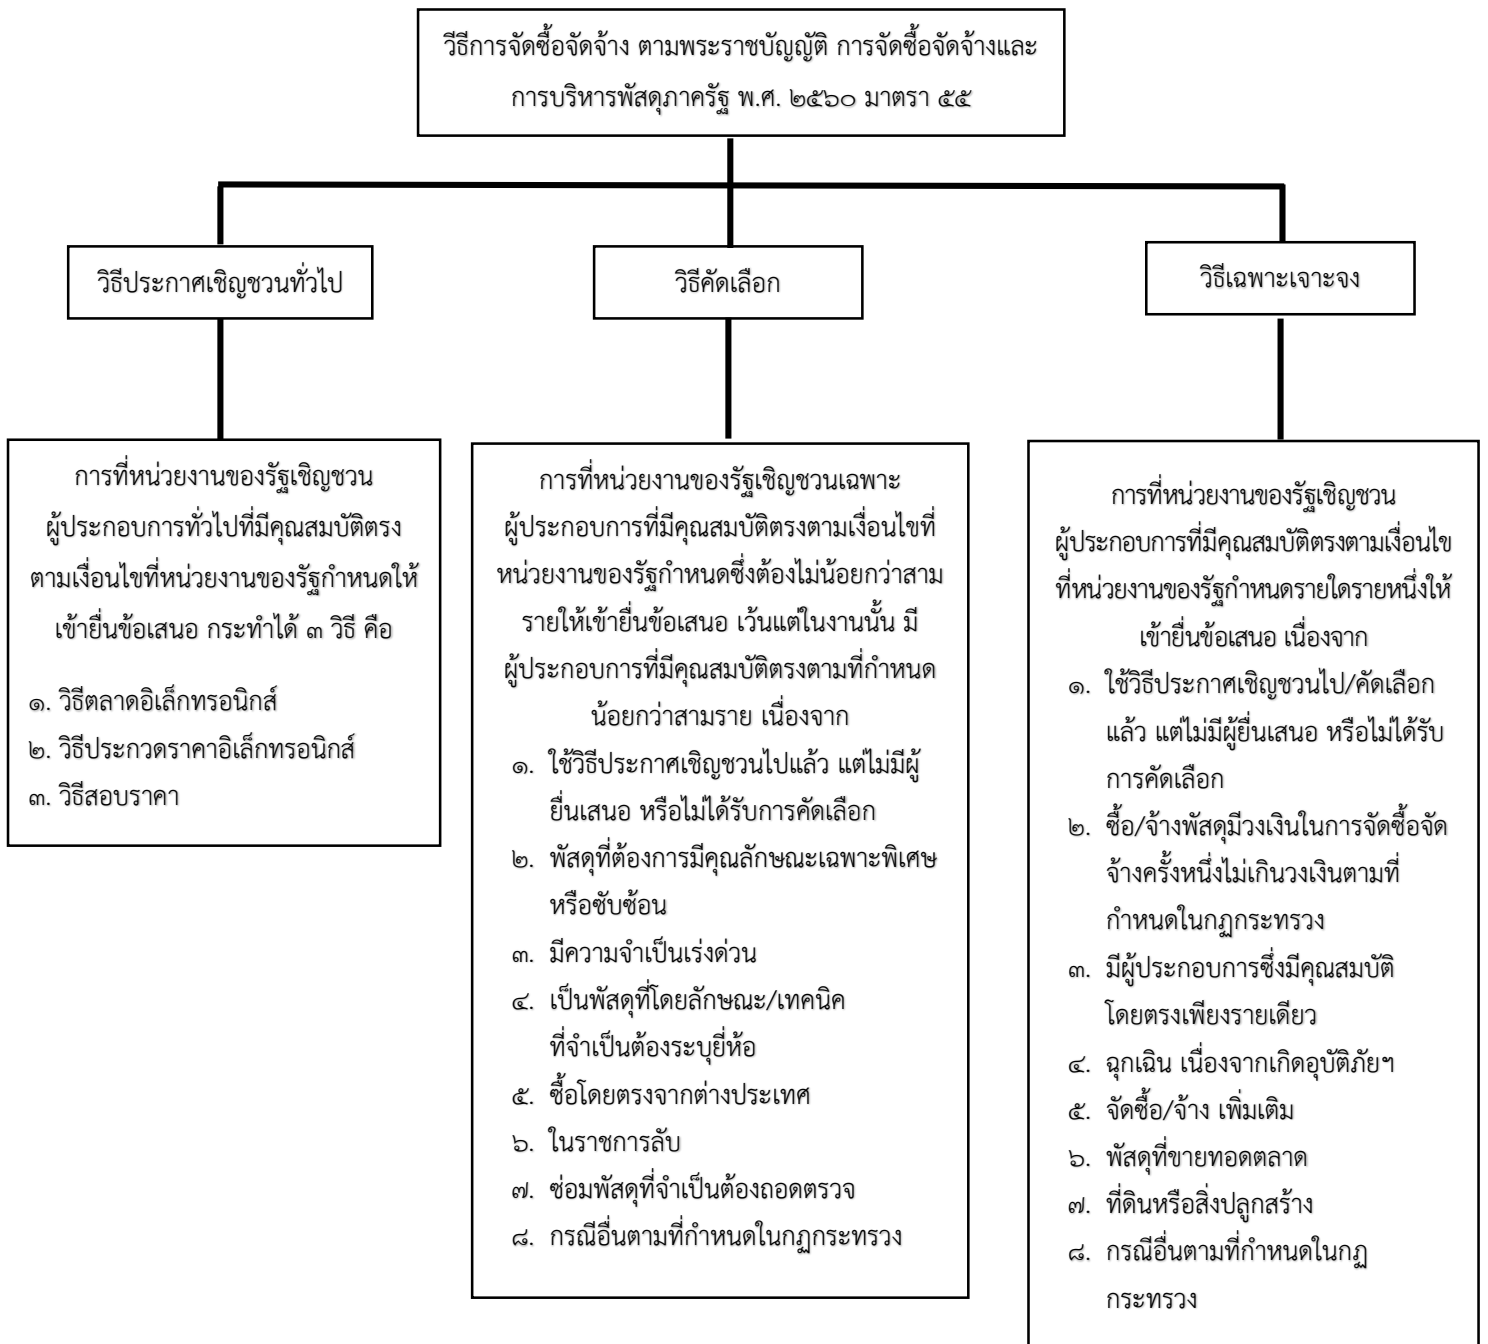 วีธีการจัดซื้อจัดจ้าง ตามพระราชบัญญัติ การจัดซื้อจัดจ้างและ
การบริหารพัสดุภาครัฐ พ.ศ. ๒๕๖๐ มาตรา ๕๕
วิธีประกาศเชิญชวนทั่วไป
วิธีคัดเลือก
วิธีเฉพาะเจาะจง
การที่หน่วยงานของรัฐเชิญชวน
ผู้ประกอบการทั่วไปที่มีคุณสมบัติตรง
ตามเงื่อนไขที่หน่วยงานของรัฐกำหนดให้
เข้ายื่นข้อเสนอ กระทำได้ ๓ วิธี คือ
๑. วิธีตลาดอิเล็กทรอนิกส์
๒. วิธีประกวดราคาอิเล็กทรอนิกส์
๓. วิธีสอบราคา
การที่หน่วยงานของรัฐเชิญชวนเฉพาะ
ผู้ประกอบการที่มีคุณสมบัติตรงตามเงื่อนไขที่
หน่วยงานของรัฐกำหนดซึ่งต้องไม่น้อยกว่าสาม
รายให้เข้ายื่นข้อเสนอ เว้นแต่ในงานนั้น มี
ผู้ประกอบการที่มีคุณสมบัติตรงตามที่กำหนด
น้อยกว่าสามราย เนื่องจาก
๑. ใช้วิธีประกาศเชิญชวนไปแล้ว แต่ไม่มีผู้
ยื่นเสนอ หรือไม่ได้รับการคัดเลือก
๒. พัสดุที่ต้องการมีคุณลักษณะเฉพาะพิเศษ
หรือซับซ้อน
๓. มีความจำเป็นเร่งด่วน
๔. เป็นพัสดุที่โดยลักษณะ/เทคนิค
ที่จำเป็นต้องระบุยี่ห้อ
๕. ซื้อโดยตรงจากต่างประเทศ
๖. ในราชการลับ
๗. ซ่อมพัสดุที่จำเป็นต้องถอดตรวจ
๘. กรณีอื่นตามที่กำหนดในกฎกระทรวง
การที่หน่วยงานของรัฐเชิญชวน
ผู้ประกอบการที่มีคุณสมบัติตรงตามเงื่อนไข
ที่หน่วยงานของรัฐกำหนดรายใดรายหนึ่งให้
เข้ายื่นข้อเสนอ เนื่องจาก
๑. ใช้วิธีประกาศเชิญชวนไป/คัดเลือก
แล้ว แต่ไม่มีผู้ยื่นเสนอ หรือไม่ได้รับ
การคัดเลือก
๒. ซื้อ/จ้างพัสดุมีวงเงินในการจัดซื้อจัด
จ้างครั้งหนึ่งไม่เกินวงเงินตามที่
กำหนดในกฎกระทรวง
๓. มีผู้ประกอบการซึ่งมีคุณสมบัติ
โดยตรงเพียงรายเดียว
๔. ฉุกเฉิน เนื่องจากเกิดอุบัติภัยฯ
๕. จัดซื้อ/จ้าง เพิ่มเติม
๖. พัสดุที่ขายทอดตลาด
๗. ที่ดินหรือสิ่งปลูกสร้าง
๘. กรณีอื่นตามที่กำหนดในกฎ
กระทรวง